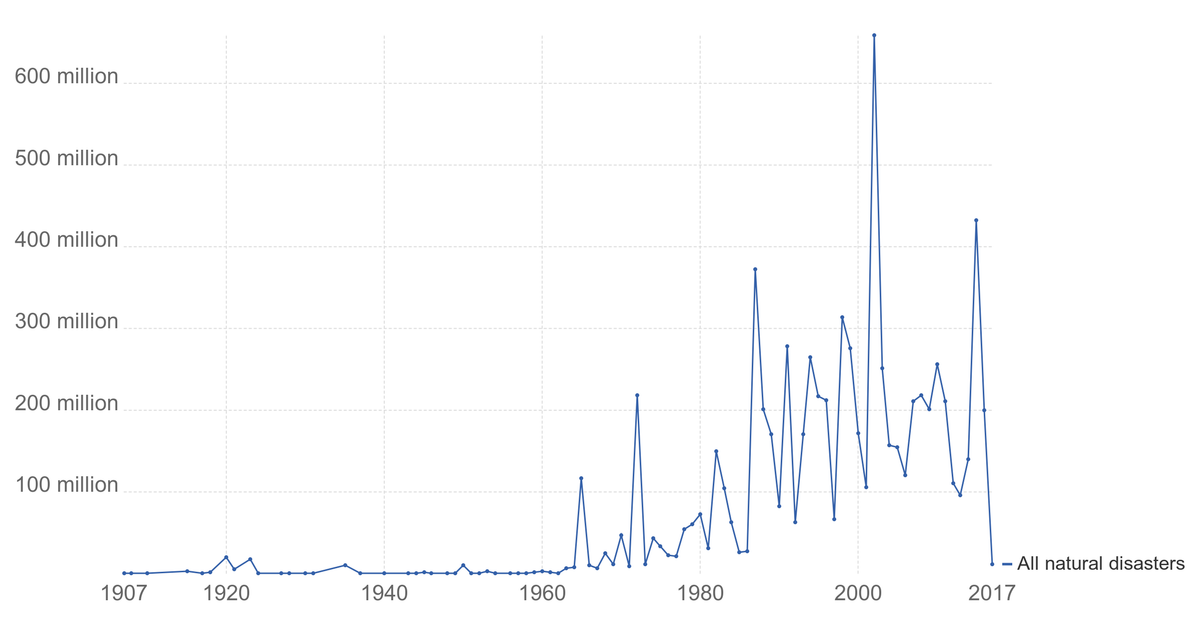 600 million
500 million
400 million
300 million
200 million
100 million
All natural disasters
1907 1920 1940 1960 1980 2000 2017